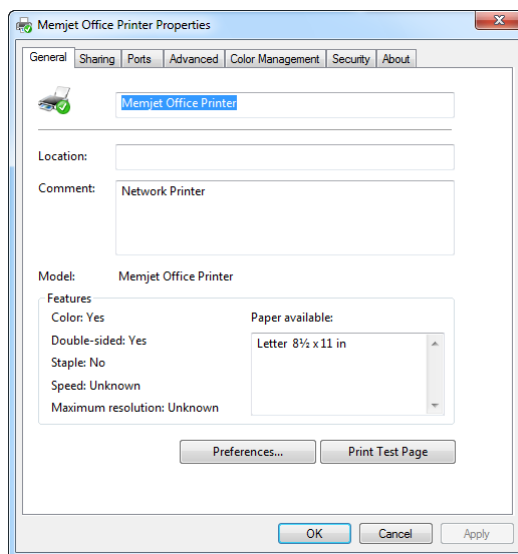 Memjet Office Printer Properties
General Sharing Ports Advanced Color Management Security About
Memjet Office Printer
Location:
Comment: Network Printer
Model: Memjet Office Printer
Features
Color: Yes Paper available:
Double-sided: Yes Letter 8½ x 11 in
Staple: No
Speed: Unknown
Maximum resolution: Unknown
Preferences... Print Test Page
OK Cancel Apply